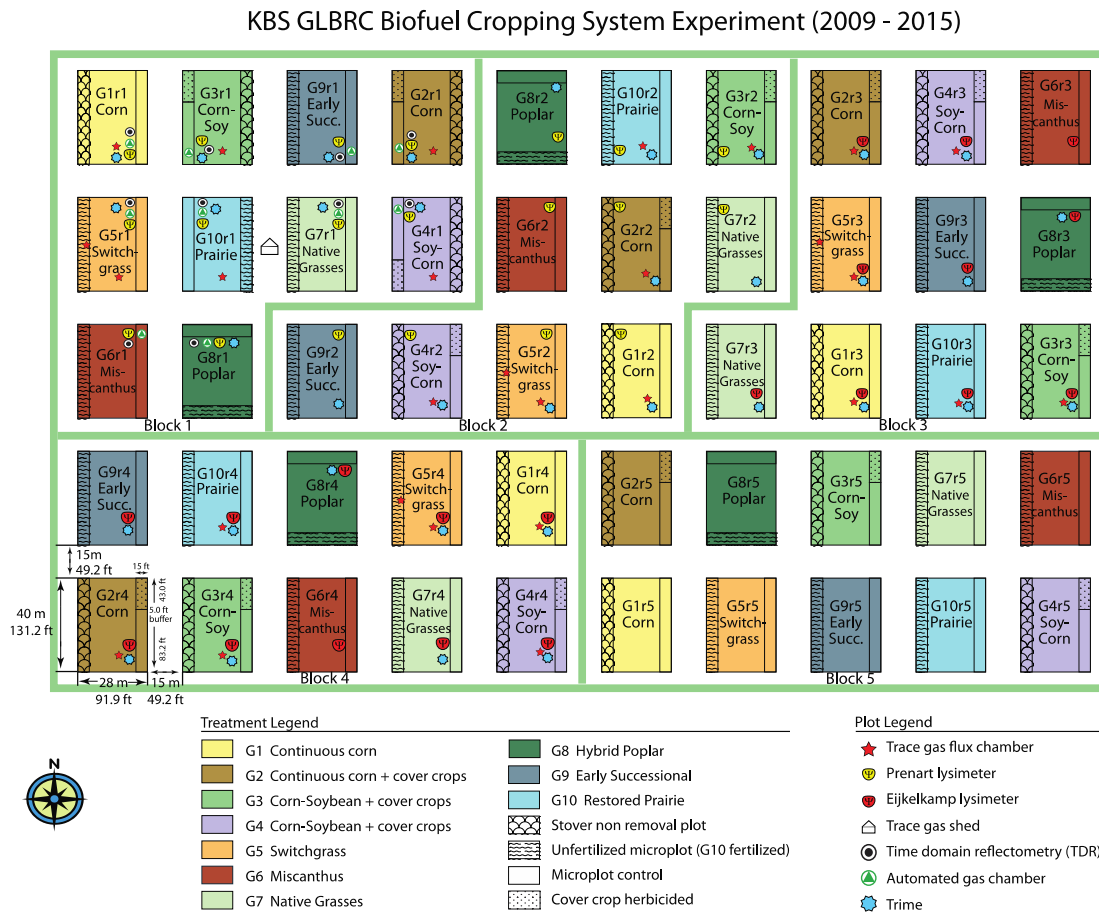 KBS GLBRC Biofuel Cropping System Experiment (2009 - 2015)
G1r1
Corn
G3r1
Corn-
Soy
G9r1
Early
Succ.
G2r1
Corn
G8r2
Poplar
G10r2
Prairie
G3r2
Corn-
Soy
G2r3
Corn
G4r3
Soy-
Corn
G6r3
Mis-
canthus
G5r1
Switch-
grass
G10r1
Prairie
G7r1
Native
Grasses
G4r1
Soy-
Corn
G6r2
Mis-
canthus
G2r2
Corn
G7r2
Native
Grasses
G5r3
Switch-
grass
G9r3
Early
Succ.
G8r3
Poplar
G6r1
Mis-
canthus
G8r1
Poplar
G9r2
Early
Succ.
G4r2
Soy-
Corn
G5r2
Switch-
grass
G1r2
Corn
G7r3
Native
Grasses
G1r3
Corn
G10r3
Prairie
G3r3
Corn-
Soy
Block 1
Block 2
Block 3
G9r4
Early
Succ.
G10r4
Prairie
G8r4
Poplar
G5r4
Switch-
grass
G1r4
Corn
G2r5
Corn
G8r5
Poplar
G3r5
Corn-
Soy
G7r5
Native
Grasses
G6r5
Mis-
canthus
15m
49.2 ft
15 ft
40 m
131.2 ft
G2r4
Corn
43.0 ft
5.0 ft
buffer
83.2 ft
G3r4
Corn-
Soy
G6r4
Mis-
canthus
G7r4
Native
Grasses
G4r4
Soy-
Corn
G1r5
Corn
G5r5
Switch-
grass
G9r5
Early
Succ.
G10r5
Prairie
G4r5
Soy-
Corn
28 m
91.9 ft
15 m
49.2 ft
Block 4
Block 5
N
Treatment Legend
G1 Continuous corn
G2 Continuous corn + cover crops
G3 Corn-Soybean + cover crops
G4 Corn-Soybean + cover crops
G5 Switchgrass
G6 Miscanthus
G7 Native Grasses
G8 Hybrid Poplar
G9 Early Successional
G10 Restored Prairie
Stover non removal plot
Unfertilized microplot (G10 fertilized)
Microplot control
Cover crop herbicided
Plot Legend
Trace gas flux chamber
Prenart lysimeter
Eijkelkamp lysimeter
Trace gas shed
Time domain reflectometry (TDR)
Automated gas chamber
Trime